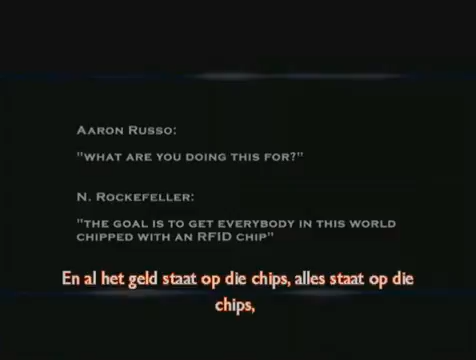 AARON RUSSO:
"WHAT ARE YOU DOING THIS FOR?"
N. ROCKEFELLER:
"THE GOAL IS TO GET EVERYBODY IN THIS WORLD
CHIPPED WITH AN RFID CHIP"
En al het geld staat op die chips, alles staat op die
chips,